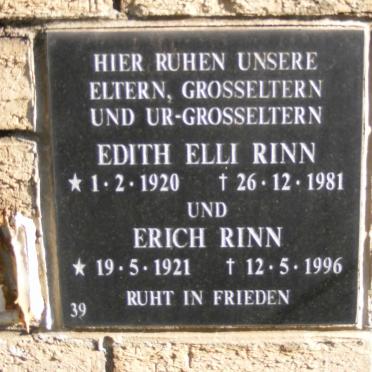 HIER RUHEN UNSERE
ELTERN, GROSSELTERN
UND UR-GROSSELTERN
EDITH ELLI RINN
★ 1·2·1920 † 26·12·1981
UND
ERICH RINN
★ 19·5·1921 † 12·5·1996
RUHT IN FRIEDEN
39